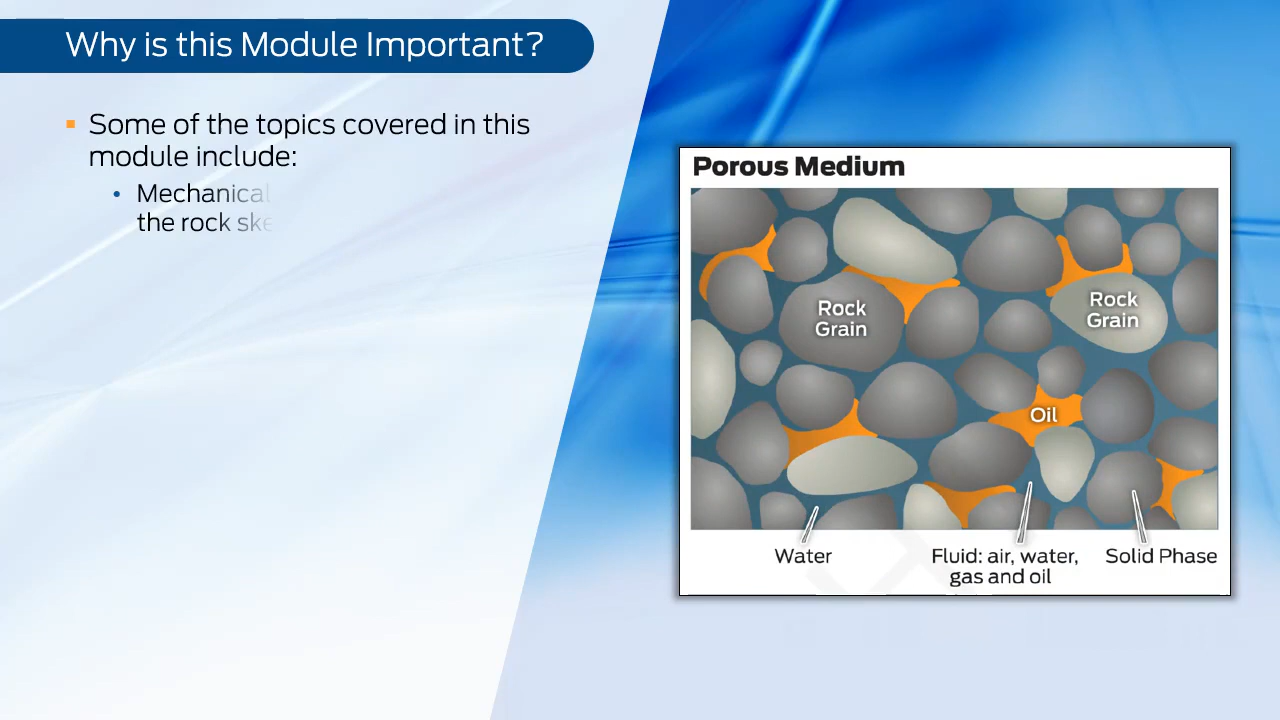 Why is this Module Important?
Some of the topics covered in this
module include:
Mechanical
the rock
Porous Medium
Rock
Grain
Rock
Grain
Oil
Water
Fluid: air, water,
gas and oil
Solid Phase